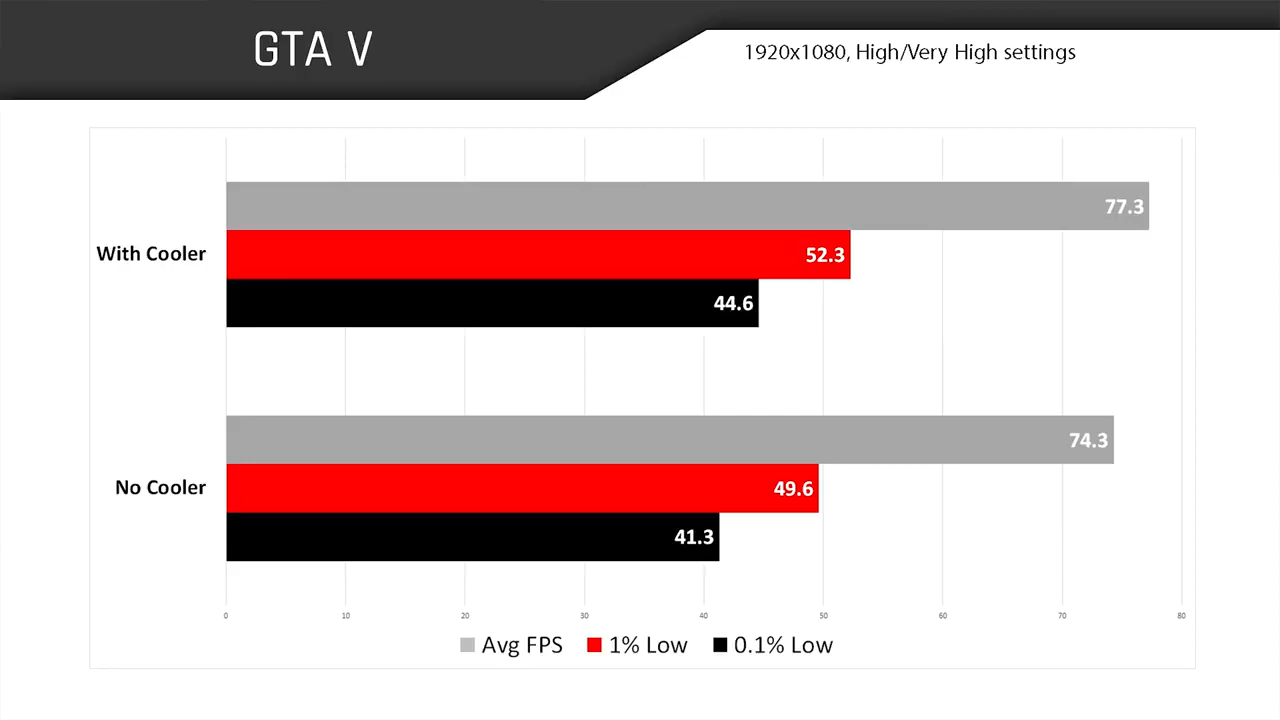 GTA V
1920x1080, High/Very High settings
77.3
With Cooler
52.3
44.6
74.3
No Cooler
49.6
41.3
0 10 20 30 40 50 60 70 80
Avg FPS 1% Low 0.1% Low